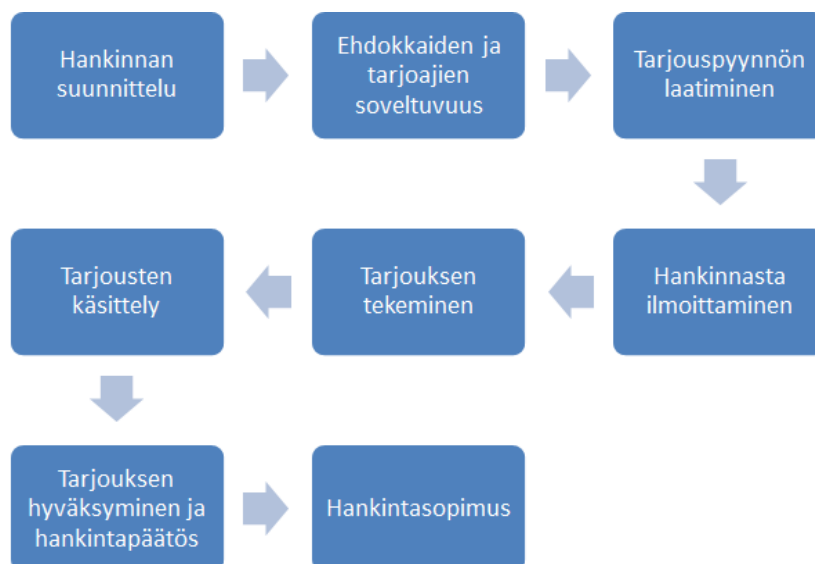 Hankinnan
suunnittelu
Ehdokkaiden ja
tarjoajien
soveltuvuus
Tarjouspyynnön
laatiminen
Hankinnasta
ilmoittaminen
Tarjouksen
tekeminen
Tarjousten
käsittely
Tarjouksen
hyväksyminen ja
hankintapäätös
Hankintasopimus